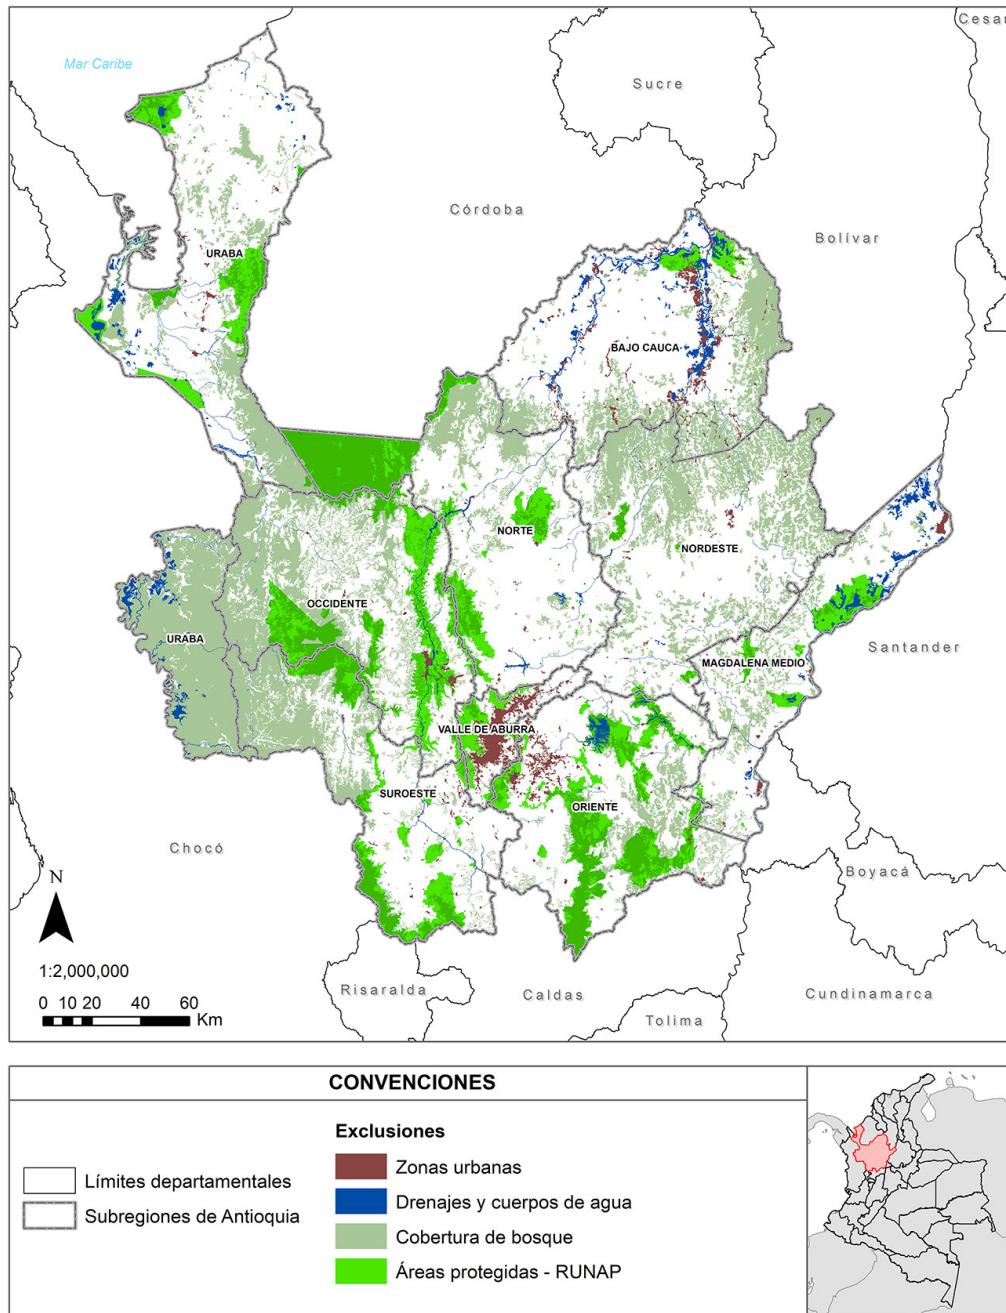 Cesar
Mar Caribe
Sucre
Córdoba
Bolívar
URABA
BAJO CAUCA
NORTE
NORDESTE
OCCIDENTE
URABA
Santander
MAGDALENA MEDIO
VALLE DE ABURRA
SUROESTE
ORIENTE
Chocó
Boyacá
N
1:2,000,000
Risaralda
Caldas
Cundinamarca
0 10 20 40 60
Km
Tolima
CONVENCIONES
Exclusiones
Límites departamentales
Subregiones de Antioquia
Zonas urbanas
Drenajes y cuerpos de agua
Cobertura de bosque
Áreas protegidas - RUNAP